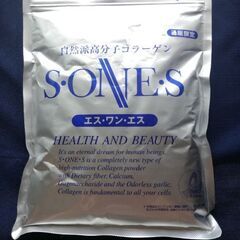 通販限定
自然派高分子コラーゲン
S・ONE・S
エス・ワン・エス
HEALTH AND BEAUTY
It's an eternal dream for human beings.
S・ONE・S is a completely new type of
high-nutrition Collagen powder
with Dietary fiber, Calcium,
Oligosaccharide and the Odorless garlic.
Collagen is fundamental to all your cells.